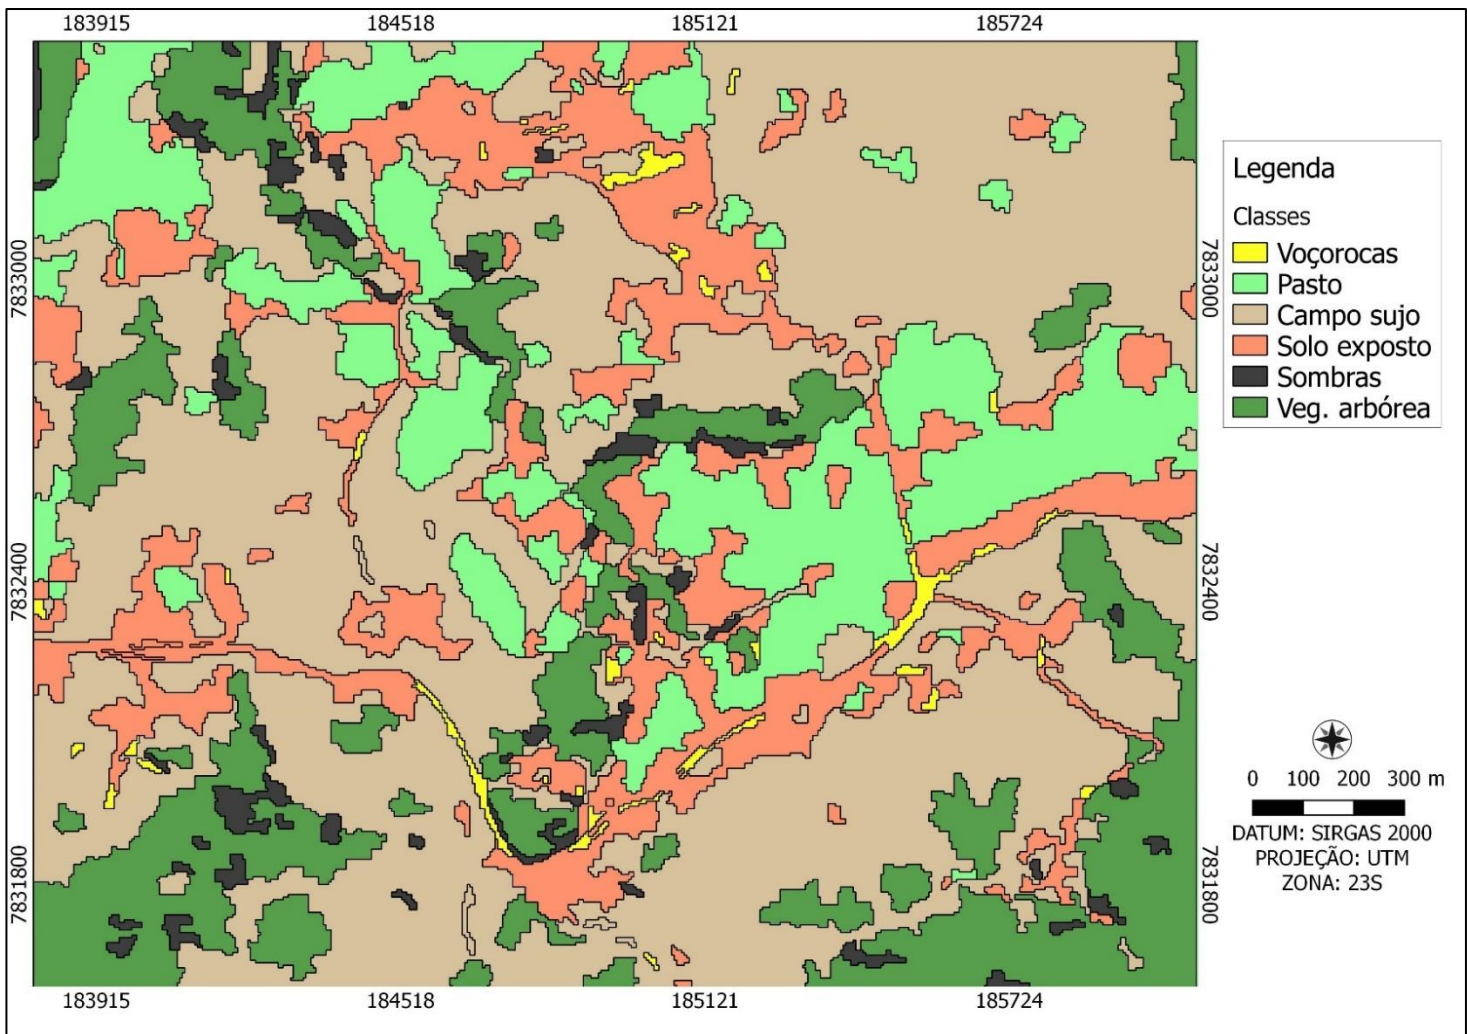 183915 184518 185121 185724
7833000
7832400
7831800
7833000
7832400
7831800
183915 184518 185121 185724
Legenda
Classes
Voçorocas
Pasto
Campo sujo
Solo exposto
Sombras
Veg. arbórea
0 100 200 300 m
DATUM: SIRGAS 2000
PROJEÇÃO: UTM
ZONA: 23S